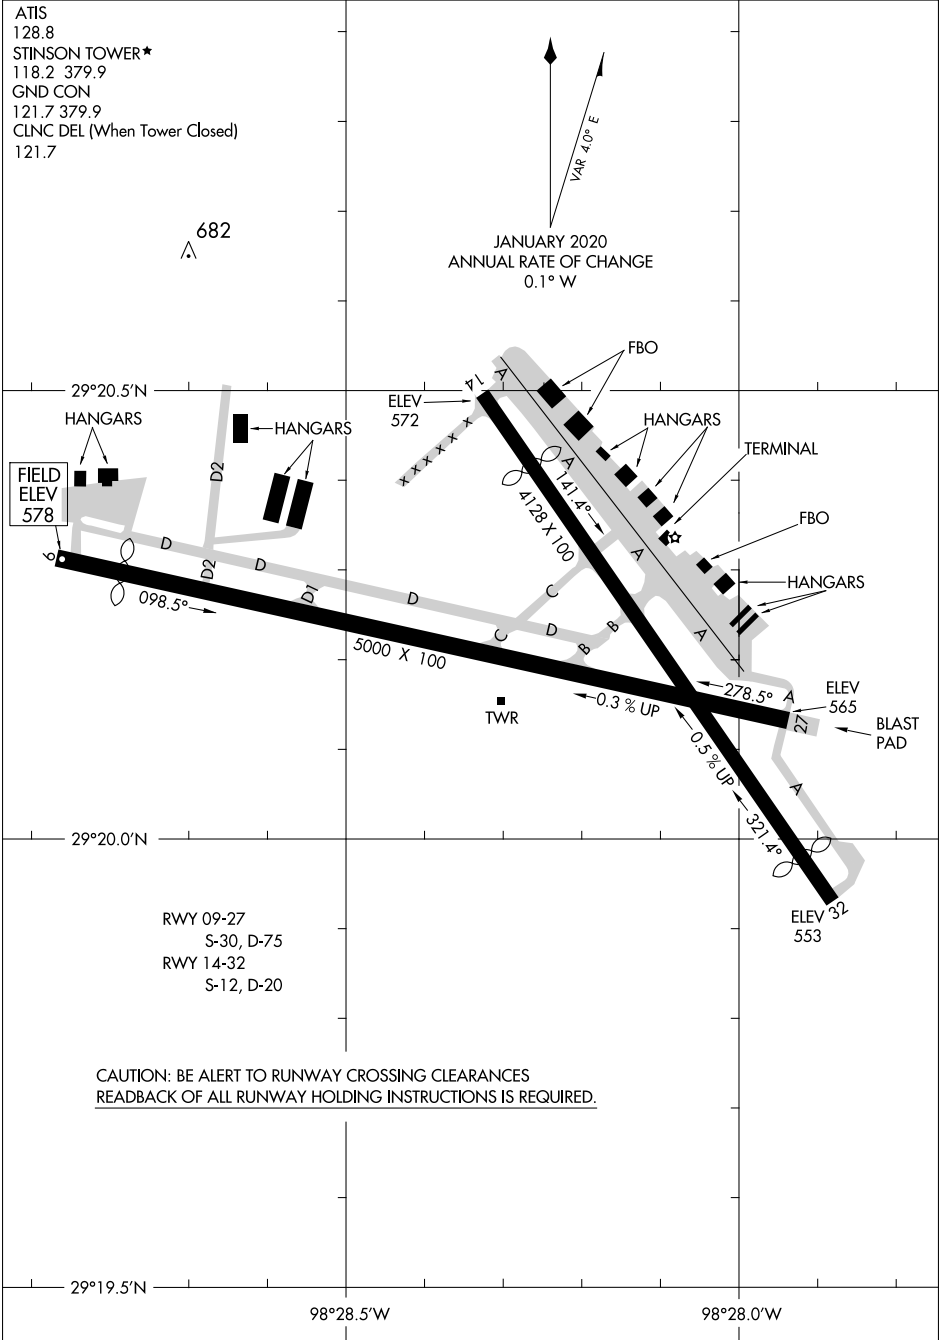 ATIS
128.8
STINSON TOWER★
118.2 379.9
GND CON
121.7 379.9
CLNC DEL (When Tower Closed)
121.7
VAR 4.0° E
682
JANUARY 2020
ANNUAL RATE OF CHANGE
0.1° W
FBO
29°20.5'N
14
A
ELEV
572
HANGARS
HANGARS
HANGARS
TERMINAL
x x x x x x
D2
A
141.4°
4128 X 100
FIELD
ELEV
578
FBO
9
D
D2
D
D1
D
A
HANGARS
098.5°
C
C
D
B
B
A
5000 X 100
278.5°
A
ELEV
565
0.3 % UP
TWR
27
BLAST
PAD
0.5 % UP
A
321.4°
29°20.0'N
32
ELEV
553
RWY 09-27
S-30, D-75
RWY 14-32
S-12, D-20
CAUTION: BE ALERT TO RUNWAY CROSSING CLEARANCES
READBACK OF ALL RUNWAY HOLDING INSTRUCTIONS IS REQUIRED.
29°19.5'N
98°28.5'W
98°28.0'W